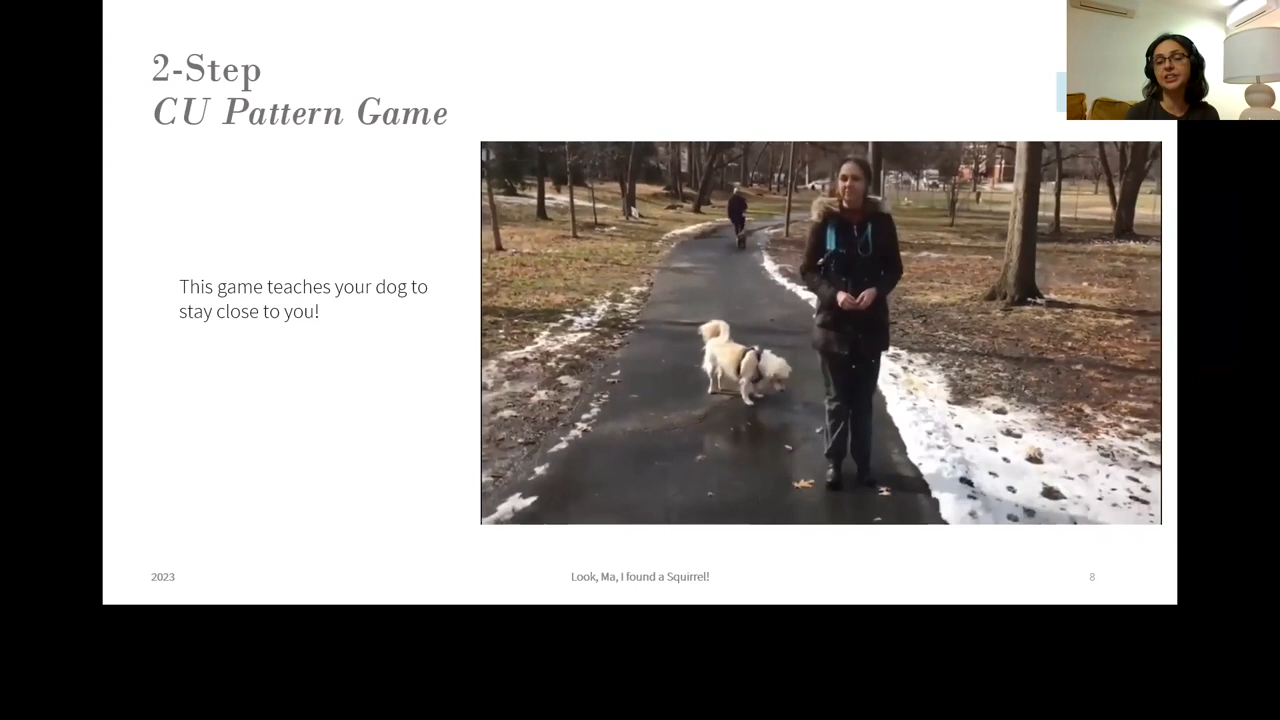 2-Step
CU Pattern Game
This game teaches your dog to
stay close to you!
2023
Look, Ma, I found a Squirrel!
8